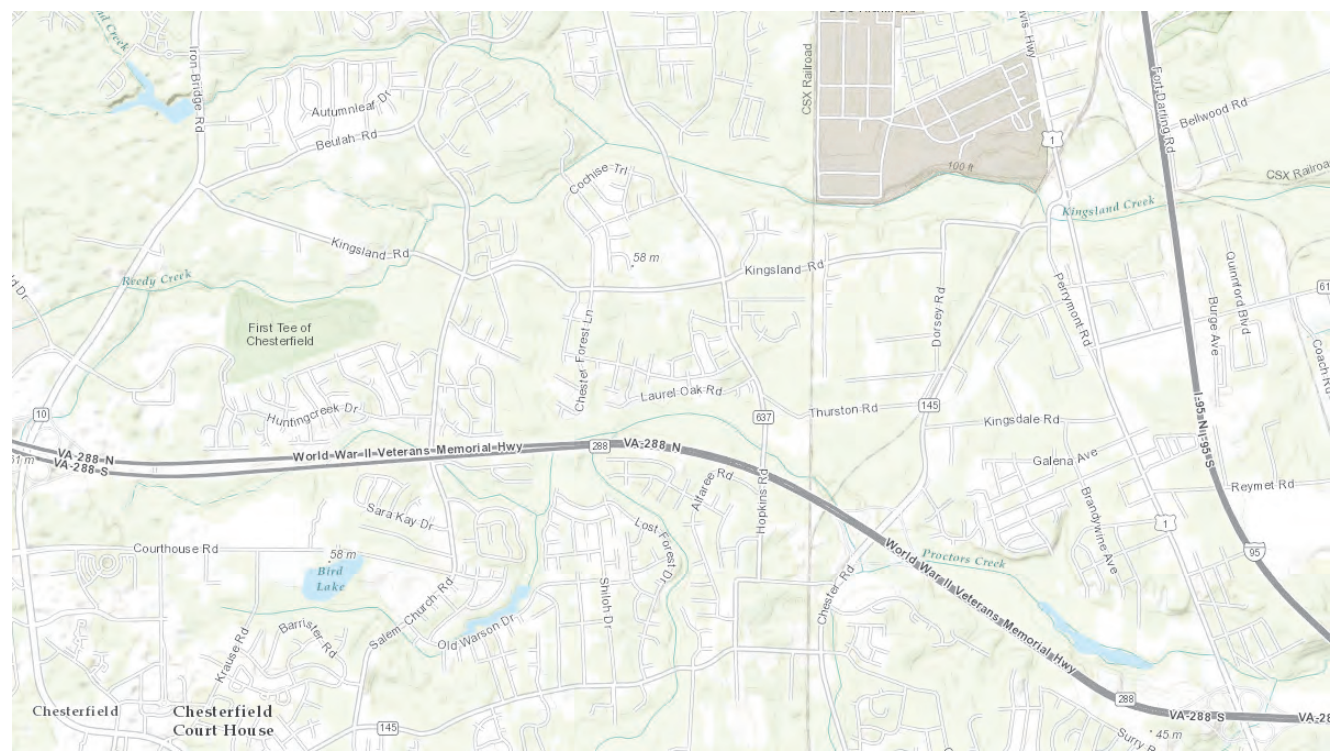 Iron Bridge Rd
Creek
CSX Railroad
Fort Darling Rd
Autumnleaf Dr
Beulah Rd
Bellwood Rd
1
100 ft
CSX Railroa
Cochise Trl
Kingsland Creek
Kingsland Rd
58 m
Kingsland Rd
Reedy Creek
Quinnford Blvd
Burge Ave
61
Perrymont Rd
Dorsey Rd
First Tee of
Chesterfield
Chester Forest Ln
Coach Rd
Laurel Oak Rd
Huntingcreek Dr
10
637
Thurston Rd
145
Kingsdale Rd
I-95 N
I-95 S
VA-288 N
VA-288 S
World War II Veterans Memorial Hwy
288
VA-288 N
Galena Ave
Alfaree Rd
Hopkins Rd
Reymet Rd
Brandywine Ave
Sara Kay Dr
Lost Forest Dr
1
Courthouse Rd
58 m
Bird
Lake
95
World War II Veterans Memorial Hwy
Proctors Creek
Shiloh Dr
Chester Rd
Salem Church Rd
Old Warson Dr
Barrister
Rd
Krause Rd
Chesterfield
Chesterfield
Court House
145
288
VA-288 S
VA-28
45 m